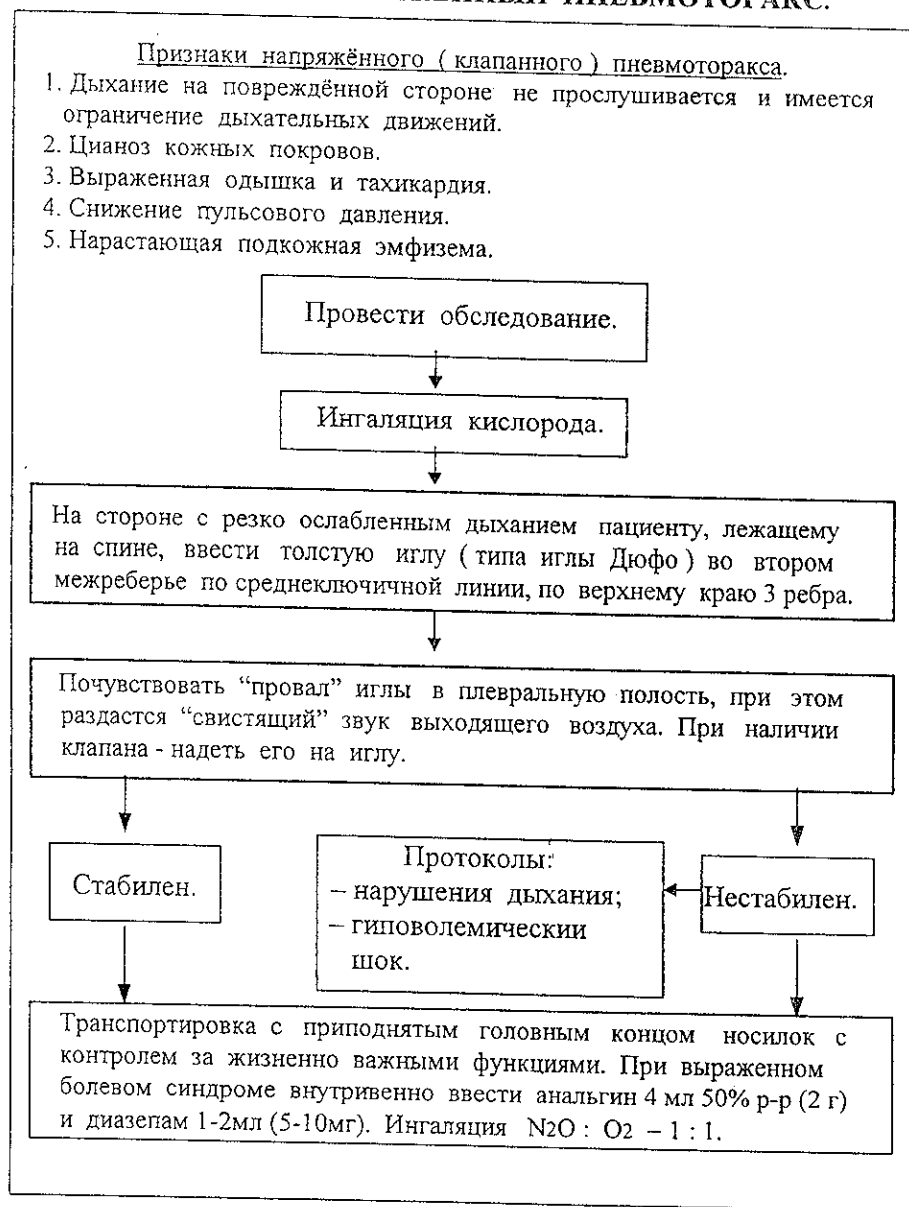 ПНЕВМОТОРАКС.
Признаки напряжённого ( клапанного ) пневмоторакса.
1. Дыхание на повреждённой стороне не прослушивается и имеется
ограничение дыхательных движений.
2. Цианоз кожных покровов.
3. Выраженная одышка и тахикардия.
4. Снижение пульсового давления.
5. Нарастающая подкожная эмфизема.
Провести обследование.
Ингаляция кислорода.
На стороне с резко ослабленным дыханием пациенту, лежащему
на спине, ввести толстую иглу ( типа иглы Дюфо ) во втором
межреберье по среднеключичной линии, по верхнему краю 3 ребра.
Почувствовать “провал” иглы в плевральную полость, при этом
раздастся “свистящий” звук выходящего воздуха. При наличии
клапана - надеть его на иглу.
Стабилен.
Протоколы:
– нарушения дыхания;
– гиповолемический
шок.
Нестабилен.
Транспортировка с приподнятым головным концом носилок с
контролем за жизненно важными функциями. При выраженном
болевом синдроме внутривенно ввести анальгин 4 мл 50% р-р (2 г)
и диазепам 1-2мл (5-10мг). Ингаляция N2O : O2 – 1 : 1.